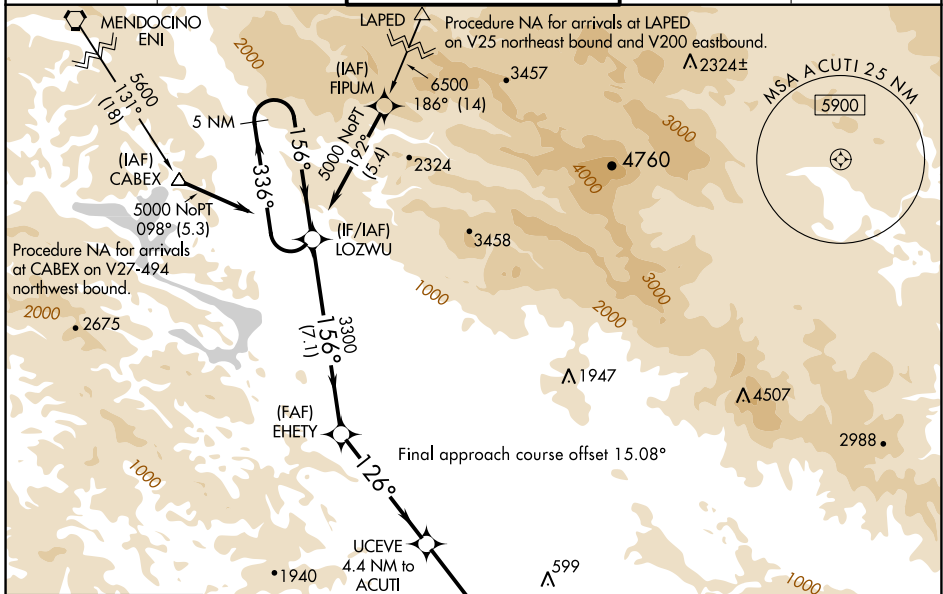 MENDOCINO
ENI
2000
LAPED
Procedure NA for arrivals at LAPED
on V25 northeast bound and V200 eastbound.
2324±
MSA ACUTI 25 NM
5900
5600
131°
(18)
(IAF)
FIPUM
6500
186° (14)
3457
3000
5 NM
156°
336°
5000 NoPT
192°
(5.4)
2324
4760
4000
(IAF)
CABEX
5000 NoPT
098° (5.3)
(IF/IAF)
LOZWU
3458
Procedure NA for arrivals
at CABEX on V27-494
northwest bound.
1000
3000
2000
2000
2675
3300
156°
(7.1)
1947
4507
(FAF)
EHETY
2988
Final approach course offset 15.08°
1000
126°
UCEVE
4.4 NM to
ACUTI
1940
599
1000